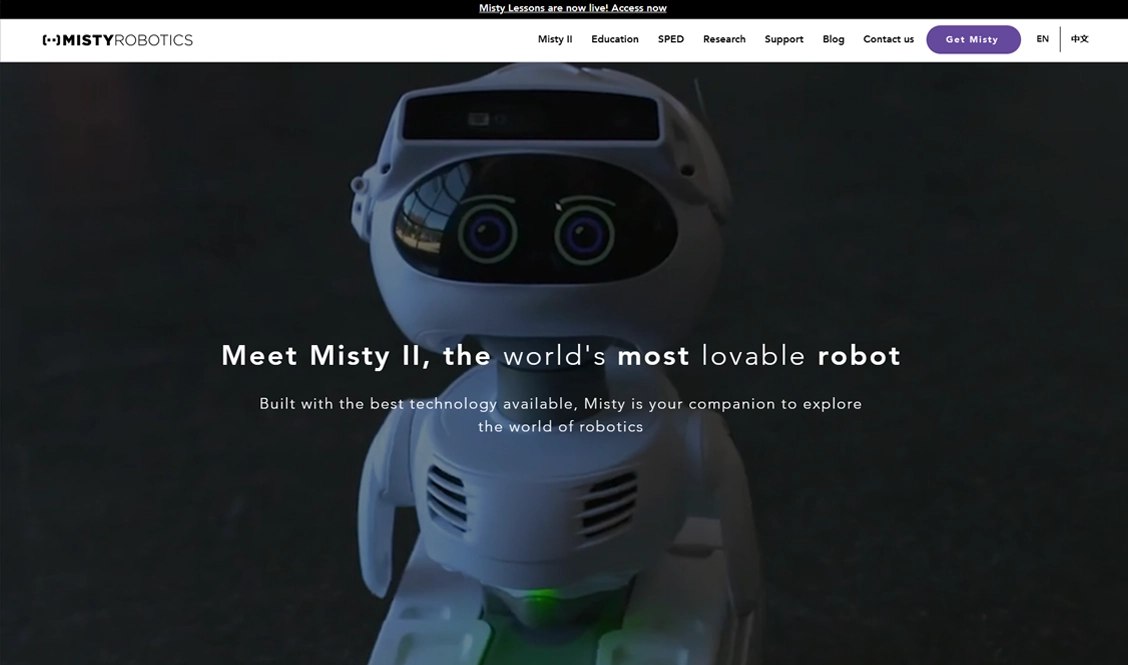 Misty Lessons are now live! Access now
MISTYROBOTICS
Misty II Education SPED Research Support Blog Contact us Get Misty EN 中文
Meet Misty II, the world's most lovable robot
Built with the best technology available, Misty is your companion to explore
the world of robotics